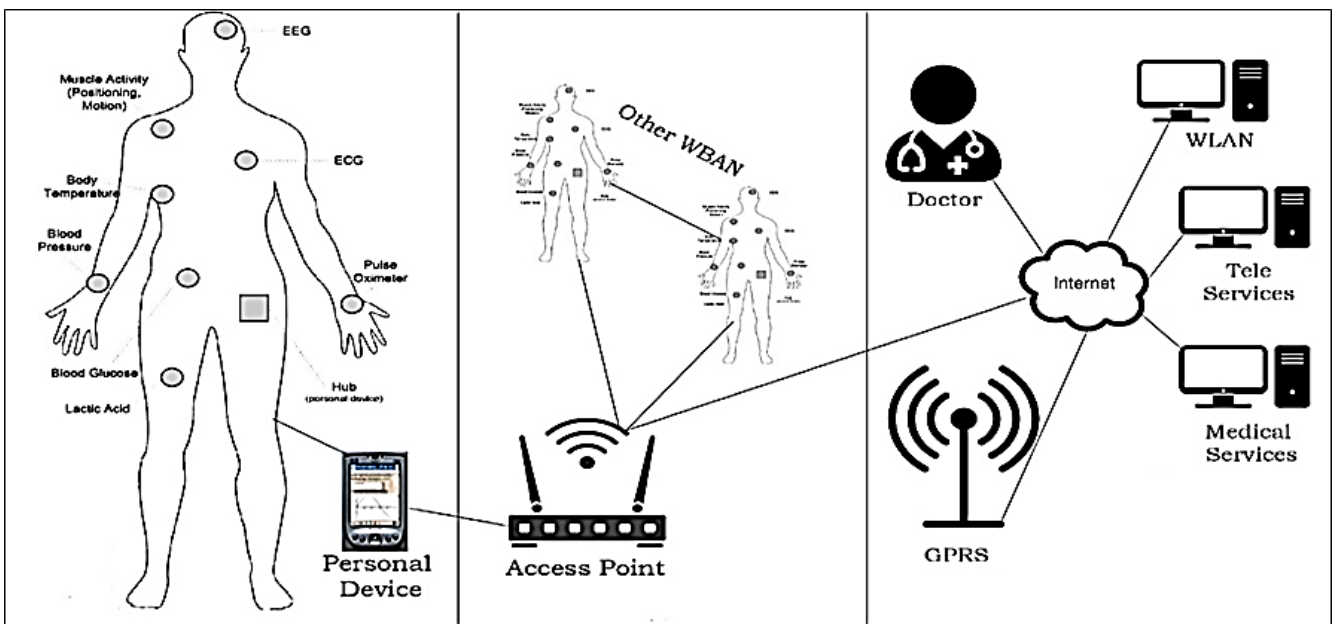 EEG
Muscle Activity
(Positioning,
Motion)
ECG
Body
Temperature
Blood
Pressure
Pulse
Oximeter
Blood Glucose
Hub
(personal device)
Lactic Acid
Personal
Device
Other WBAN
Access Point
Doctor
WLAN
Internet
Tele
Services
Medical
Services
GPRS